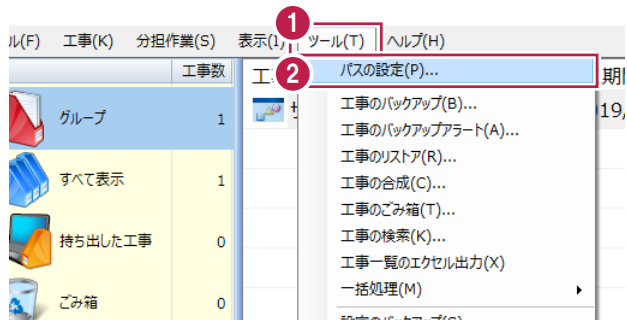 1
ル(F) 工事(K) 分担作業(S) 表示(I) ツール(T) ヘルプ(H)
工事数
2
パスの設定(P)...
グループ 1
19/
工事のバックアップ(B)...
工事のバックアップアラート(A)...
工事のリストア(R)...
すべて表示 1
工事の合成(C)...
工事のごみ箱(T)...
持ち出した工事 0
工事の検索(K)...
工事一覧のエクセル出力(X)
一括処理(M)
ごみ箱 0